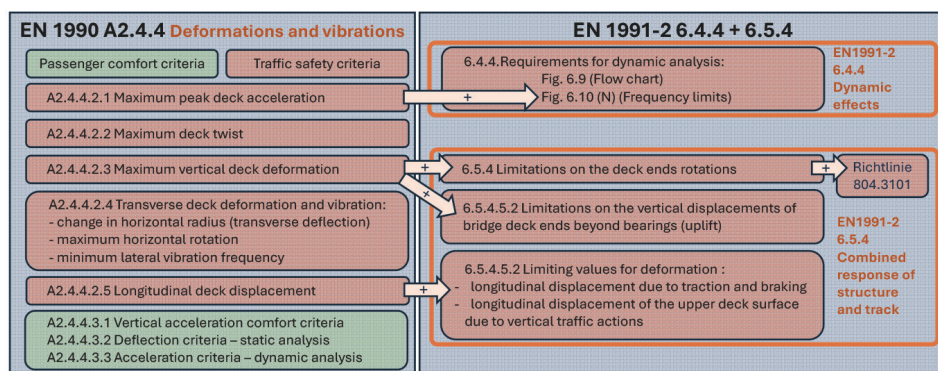 EN 1990 A2.4.4 Deformations and vibrations
Passenger comfort criteria
Traffic safety criteria
A2.4.4.2.1 Maximum peak deck acceleration
+
A2.4.4.2.2 Maximum deck twist
A2.4.4.2.3 Maximum vertical deck deformation
+
+
A2.4.4.2.4 Transverse deck deformation and vibration:
- change in horizontal radius (transverse deflection)
- maximum horizontal rotation
- minimum lateral vibration frequency
A2.4.4.2.5 Longitudinal deck displacement
+
A2.4.4.3.1 Vertical acceleration comfort criteria
A2.4.4.3.2 Deflection criteria – static analysis
A2.4.4.3.3 Acceleration criteria – dynamic analysis
EN 1991-2 6.4.4 + 6.5.4
6.4.4.Requirements for dynamic analysis:
Fig. 6.9 (Flow chart)
Fig. 6.10 (N) (Frequency limits)
EN1991-2
6.4.4
Dynamic
effects
6.5.4 Limitations on the deck ends rotations
+
Richtlinie
804.3101
6.5.4.5.2 Limitations on the vertical displacements of
bridge deck ends beyond bearings (uplift)
6.5.4.5.2 Limiting values for deformation :
- longitudinal displacement due to traction and braking
- longitudinal displacement of the upper deck surface
due to vertical traffic actions
EN1991-2
6.5.4
Combined
response of
structure
and track